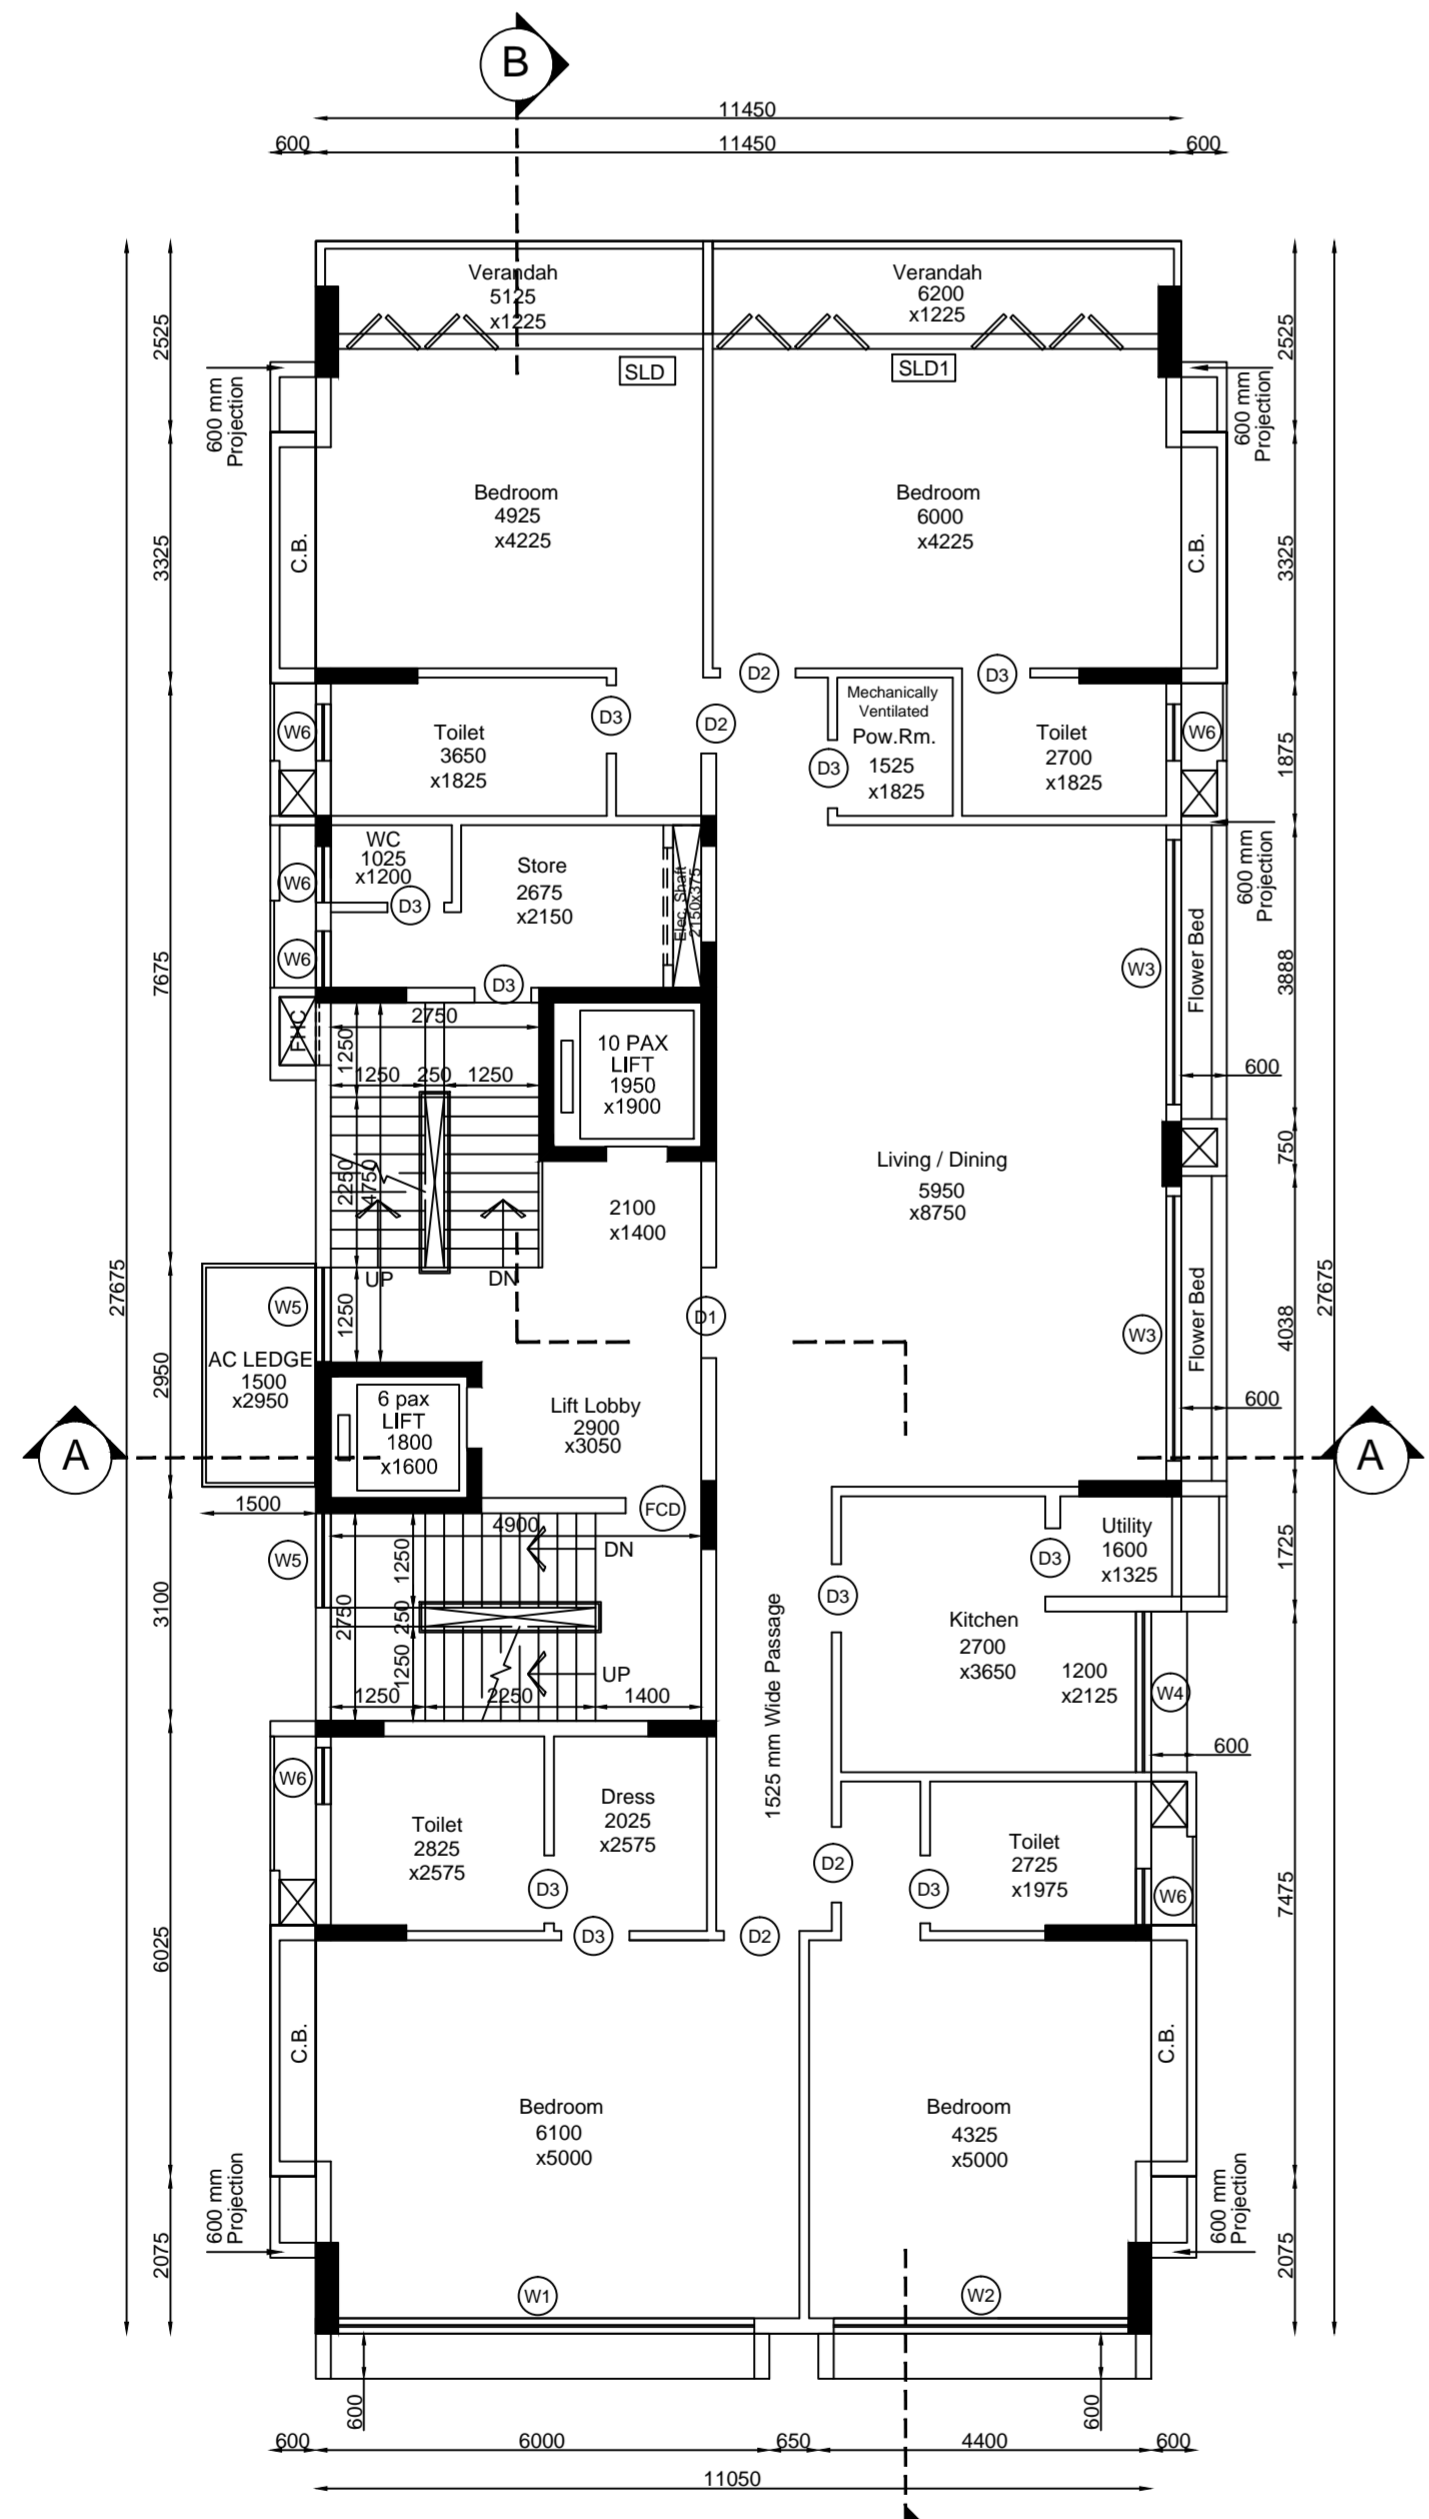 B
11450
600
11450
600
Verandah
5125
x1225
Verandah
6200
x1225
SLD
SLD1
2525
2525
600 mm
Projection
600 mm
Projection
Bedroom
4925
x4225
Bedroom
6000
x4225
C.B.
C.B.
3325
3325
D2
D3
D3
D2
Mechanically
Ventilated
Pow.Rm.
1525
x1825
D3
Toilet
3650
x1825
Toilet
2700
x1825
W6
W6
1875
WC
1025
x1200
D3
Store
2675
x2150
Elec. Shaft
2150x375
W6
W6
D3
7675
600 mm
Projection
W3
Flower Bed
3888
600
FHC
2750
1250
1250
250
1250
10 PAX
LIFT
1950
x1900
2250
4750
UP
DN
1250
2100
x1400
Living / Dining
5950
x8750
750
27675
27675
W5
D1
W3
Flower Bed
4038
600
AC LEDGE
1500
x2950
2950
6 pax
LIFT
1800
x1600
Lift Lobby
2900
x3050
A
A
1500
FCD
4900
DN
W5
1250
2750
250
1250
UP
1250
2250
1400
3100
1525 mm Wide Passage
D3
Utility
1600
x1325
D3
1725
Kitchen
2700
x3650
1200
x2125
W4
600
W6
Toilet
2825
x2575
Dress
2025
x2575
D3
D3
D2
D2
D3
Toilet
2725
x1975
W6
7475
6025
C.B.
C.B.
Bedroom
6100
x5000
Bedroom
4325
x5000
600 mm
Projection
600 mm
Projection
2075
2075
W1
W2
600
600
600
6000
650
4400
600
11050